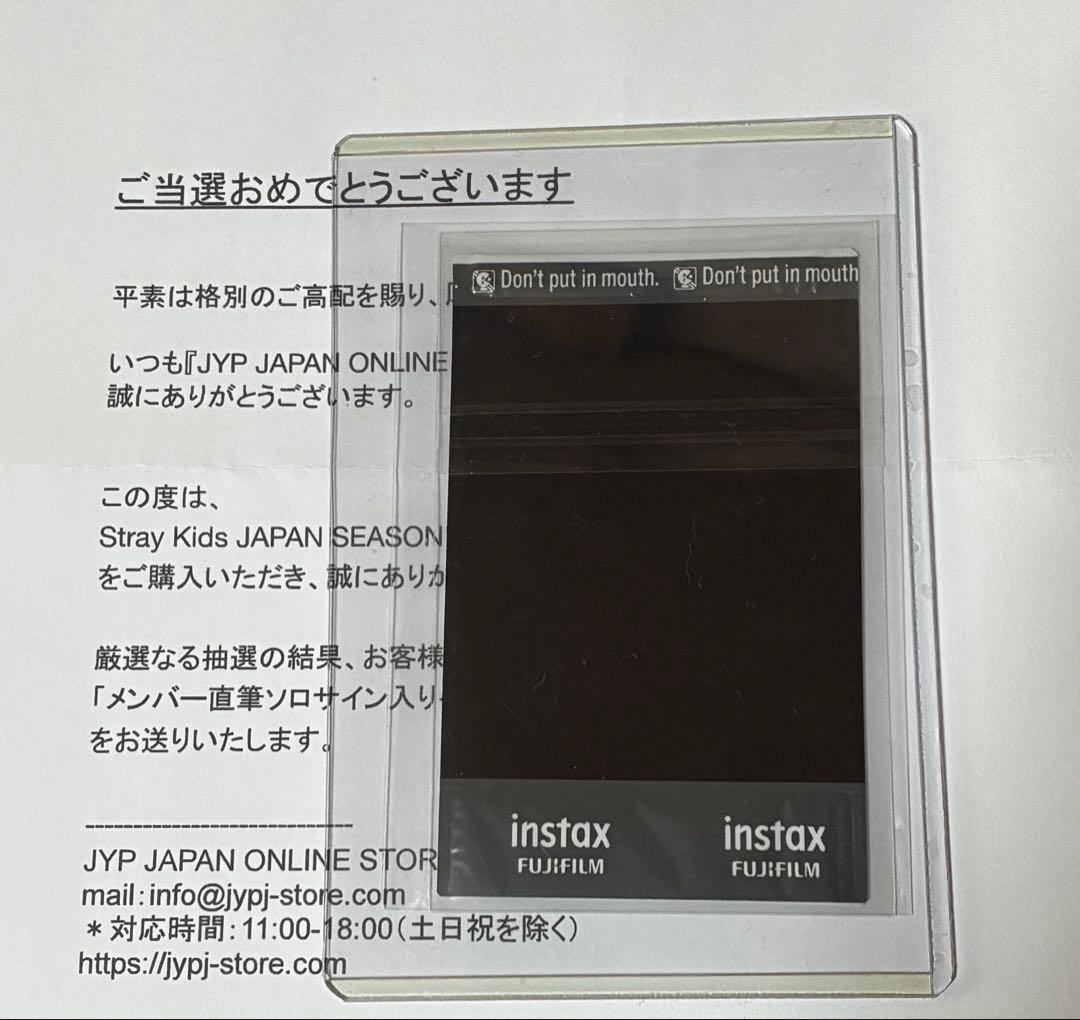 ご当選おめでとうございます
平素は格別のご高配を賜り、
いつも『JYP JAPAN ONLINE
誠にありがとうございます。
この度は、
Stray Kids JAPAN SEASON
をご購入いただき、誠にありが
厳選なる抽選の結果、お客様
「メンバー直筆ソロサイン入り
をお送りいたします。
----------------------------
JYP JAPAN ONLINE STOR
mail：info@jypj-store.com
＊対応時間：11:00-18:00（土日祝を除く）
https://jypj-store.com
Don't put in mouth. Don't put in mouth
instax instax
FUJIFILM FUJIFILM